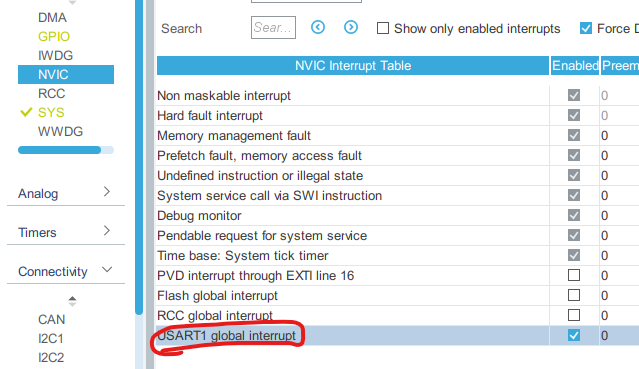 DMA
GPIO
IWDG
NVIC
RCC
SYS
WWDG
Analog
Timers
Connectivity
CAN
I2C1
I2C2
Search
Sear...
Show only enabled interrupts
Force D
NVIC Interrupt Table Enabled Preem
Non maskable interrupt 0
Hard fault interrupt 0
Memory management fault 0
Prefetch fault, memory access fault 0
Undefined instruction or illegal state 0
System service call via SWI instruction 0
Debug monitor 0
Pendable request for system service 0
Time base: System tick timer 0
PVD interrupt through EXTI line 16 0
Flash global interrupt 0
RCC global interrupt 0
USART1 global interrupt 0